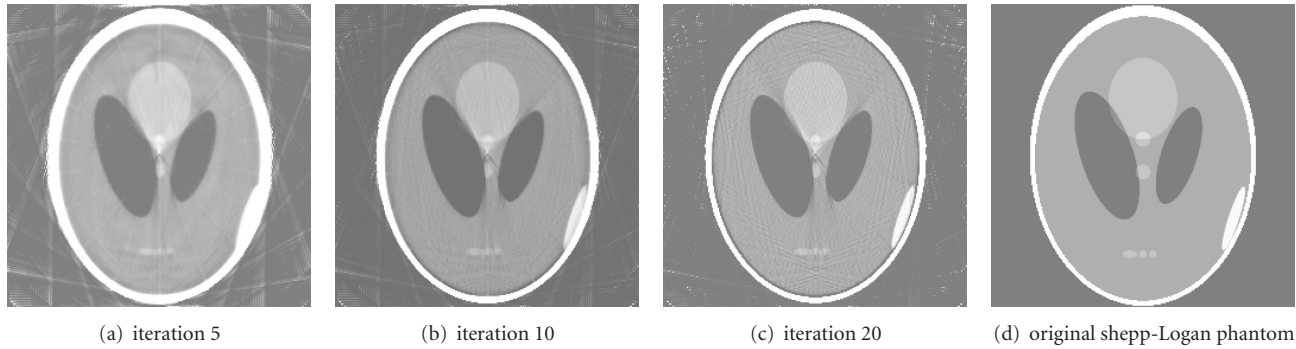 (a) iteration 5
(b) iteration 10
(c) iteration 20
(d) original shepp-Logan phantom